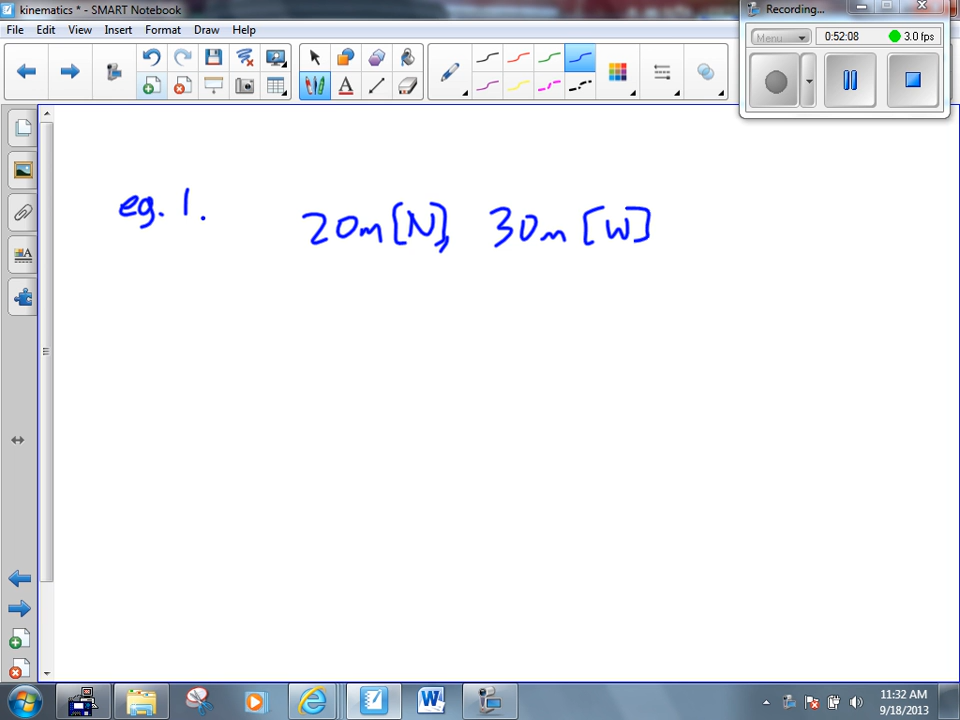 kinematics * - SMART Notebook
Recording...
File Edit View Insert Format Draw Help
Menu
0:52:08
3.0 fps
eg. 1. 20m [N], 30m [W]
11:32 AM
9/18/2013